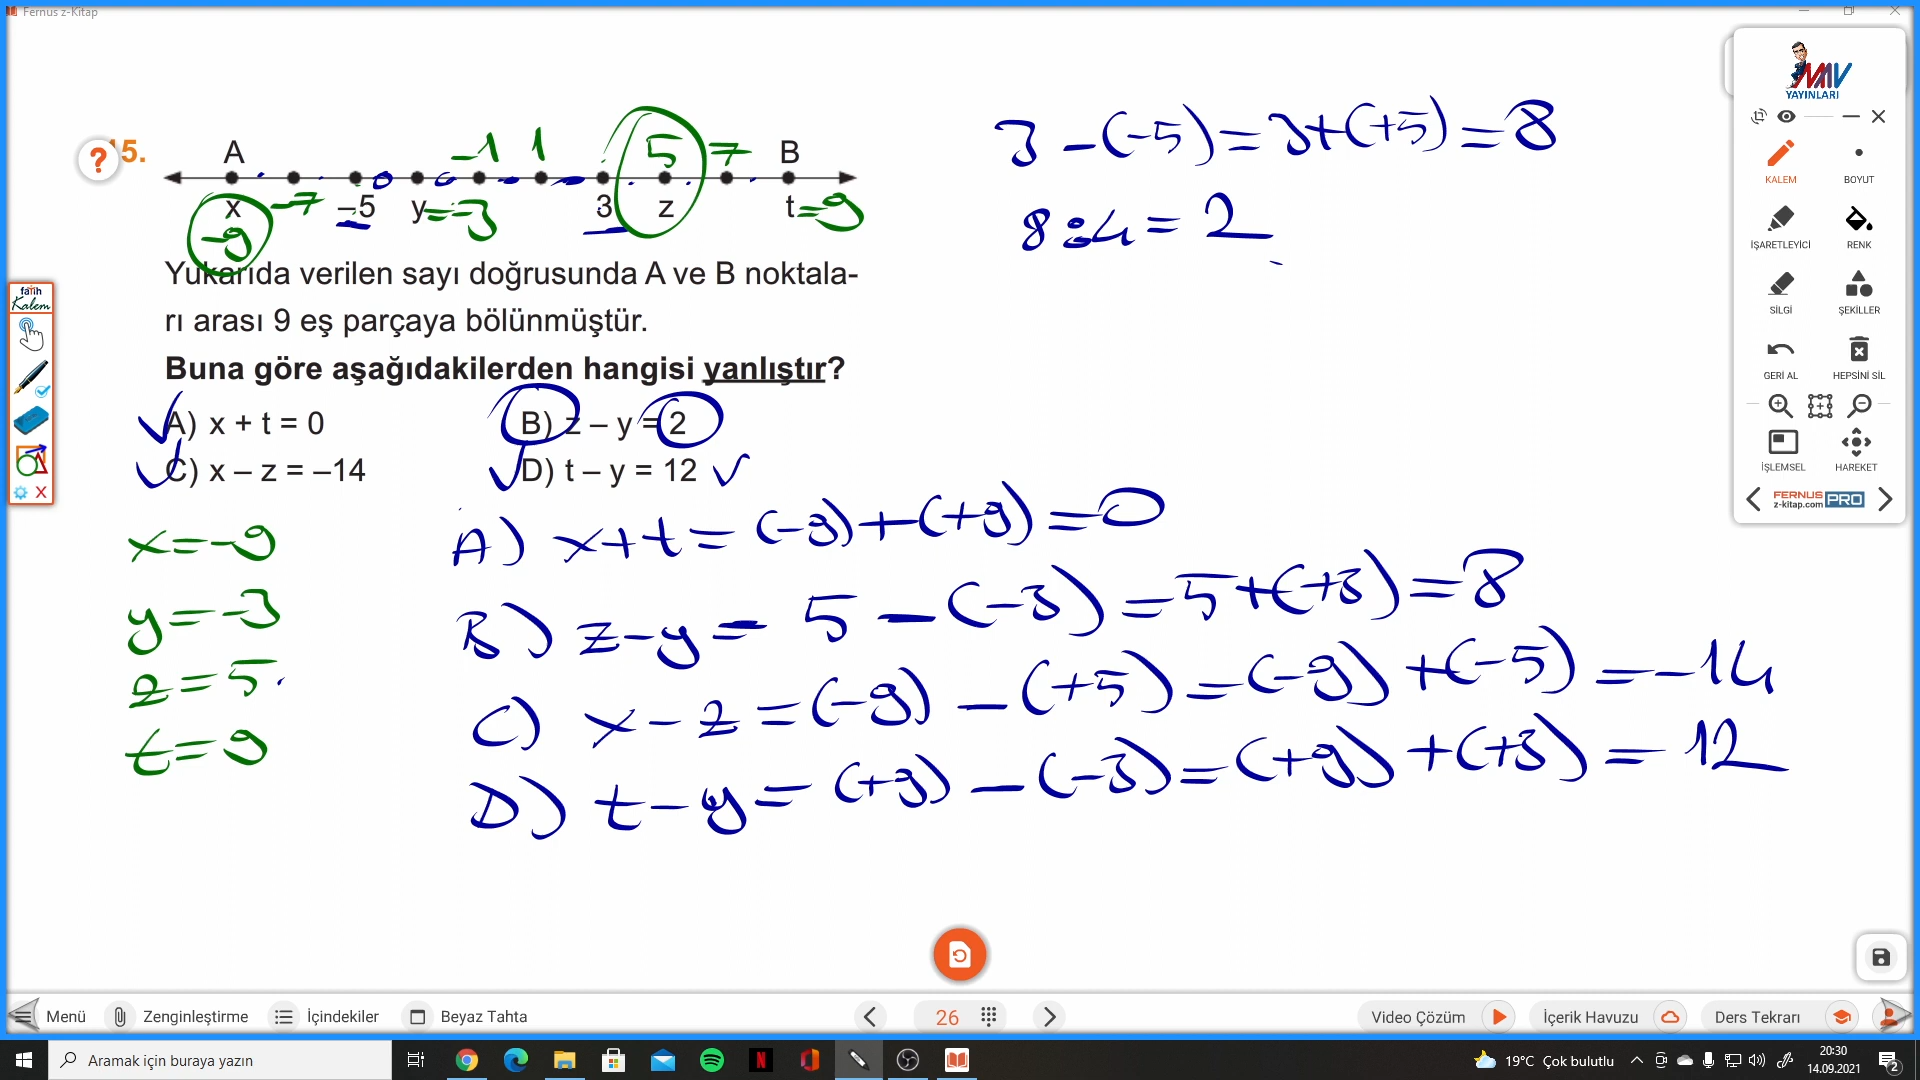 Fernus z-Kitap
15.
A -1 1 5 7 B
x -7 -5 y=-3 3 z t=9
-9
Yukarıda verilen sayı doğrusunda A ve B noktala-
rı arası 9 eş parçaya bölünmüştür.
Buna göre aşağıdakilerden hangisi yanlıştır?
A) x + t = 0 B) z – y = 2
C) x – z = –14 D) t – y = 12
x=-9
y=-3
z=5
t=9
3-(-5)=3+(+5)=8
8:4=2
A) x+t=(-9)+(+9)=0
B) z-y=5-(-3)=5+(+3)=8
C) x-z=(-9)-(+5)=(-9)+(-5)=-14
D) t-y=(+9)-(-3)=(+9)+(+3)=12
fatih
Kalem
X
MAV
YAYINLARI
KALEM BOYUT
İŞARETLEYİCİ RENK
SİLGİ ŞEKİLLER
GERİ AL HEPSİNİ SİL
İŞLEMSEL HAREKET
FERNUS PRO
z-kitap.com
Menü Zenginleştirme İçindekiler Beyaz Tahta 26 Video Çözüm İçerik Havuzu Ders Tekrarı
Aramak için buraya yazın 19°C Çok bulutlu 20:30
14.09.2021 2